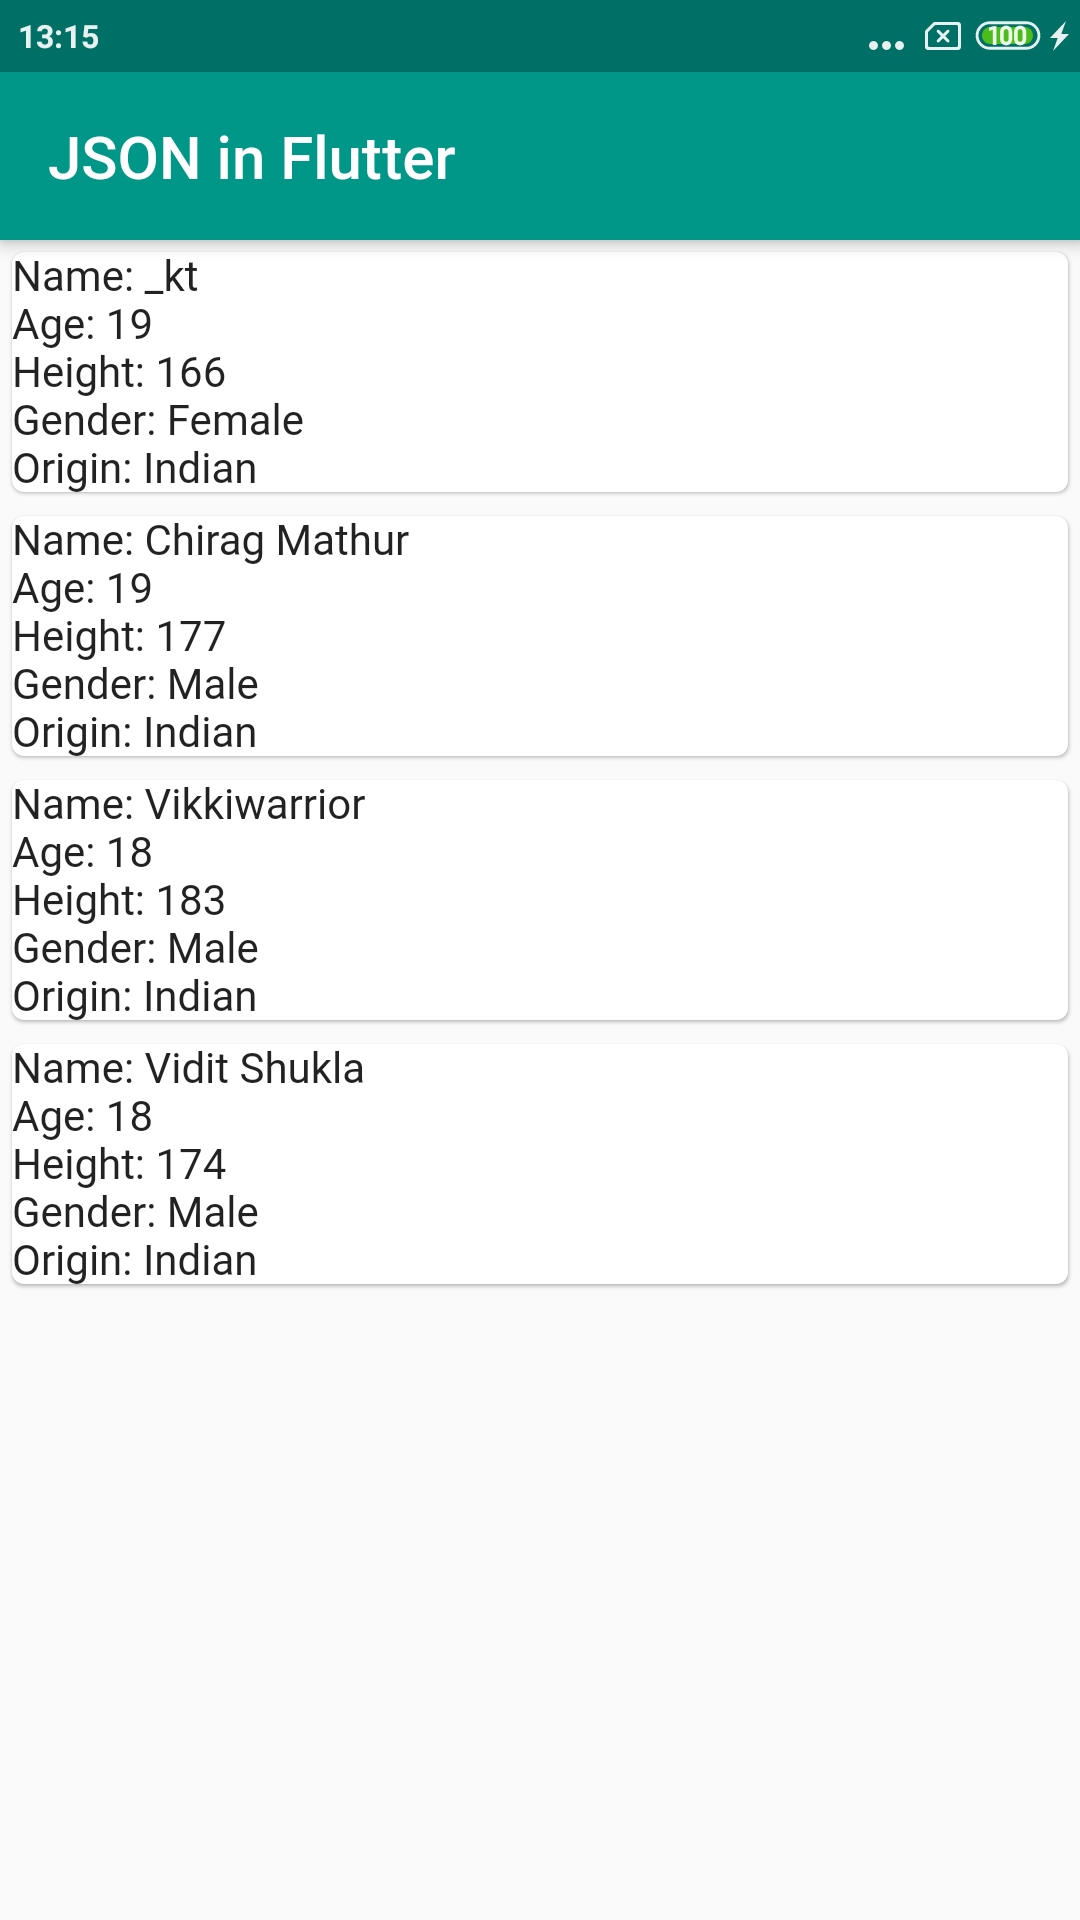 13:15
100
JSON in Flutter
Name: _kt
Age: 19
Height: 166
Gender: Female
Origin: Indian
Name: Chirag Mathur
Age: 19
Height: 177
Gender: Male
Origin: Indian
Name: Vikkiwarrior
Age: 18
Height: 183
Gender: Male
Origin: Indian
Name: Vidit Shukla
Age: 18
Height: 174
Gender: Male
Origin: Indian